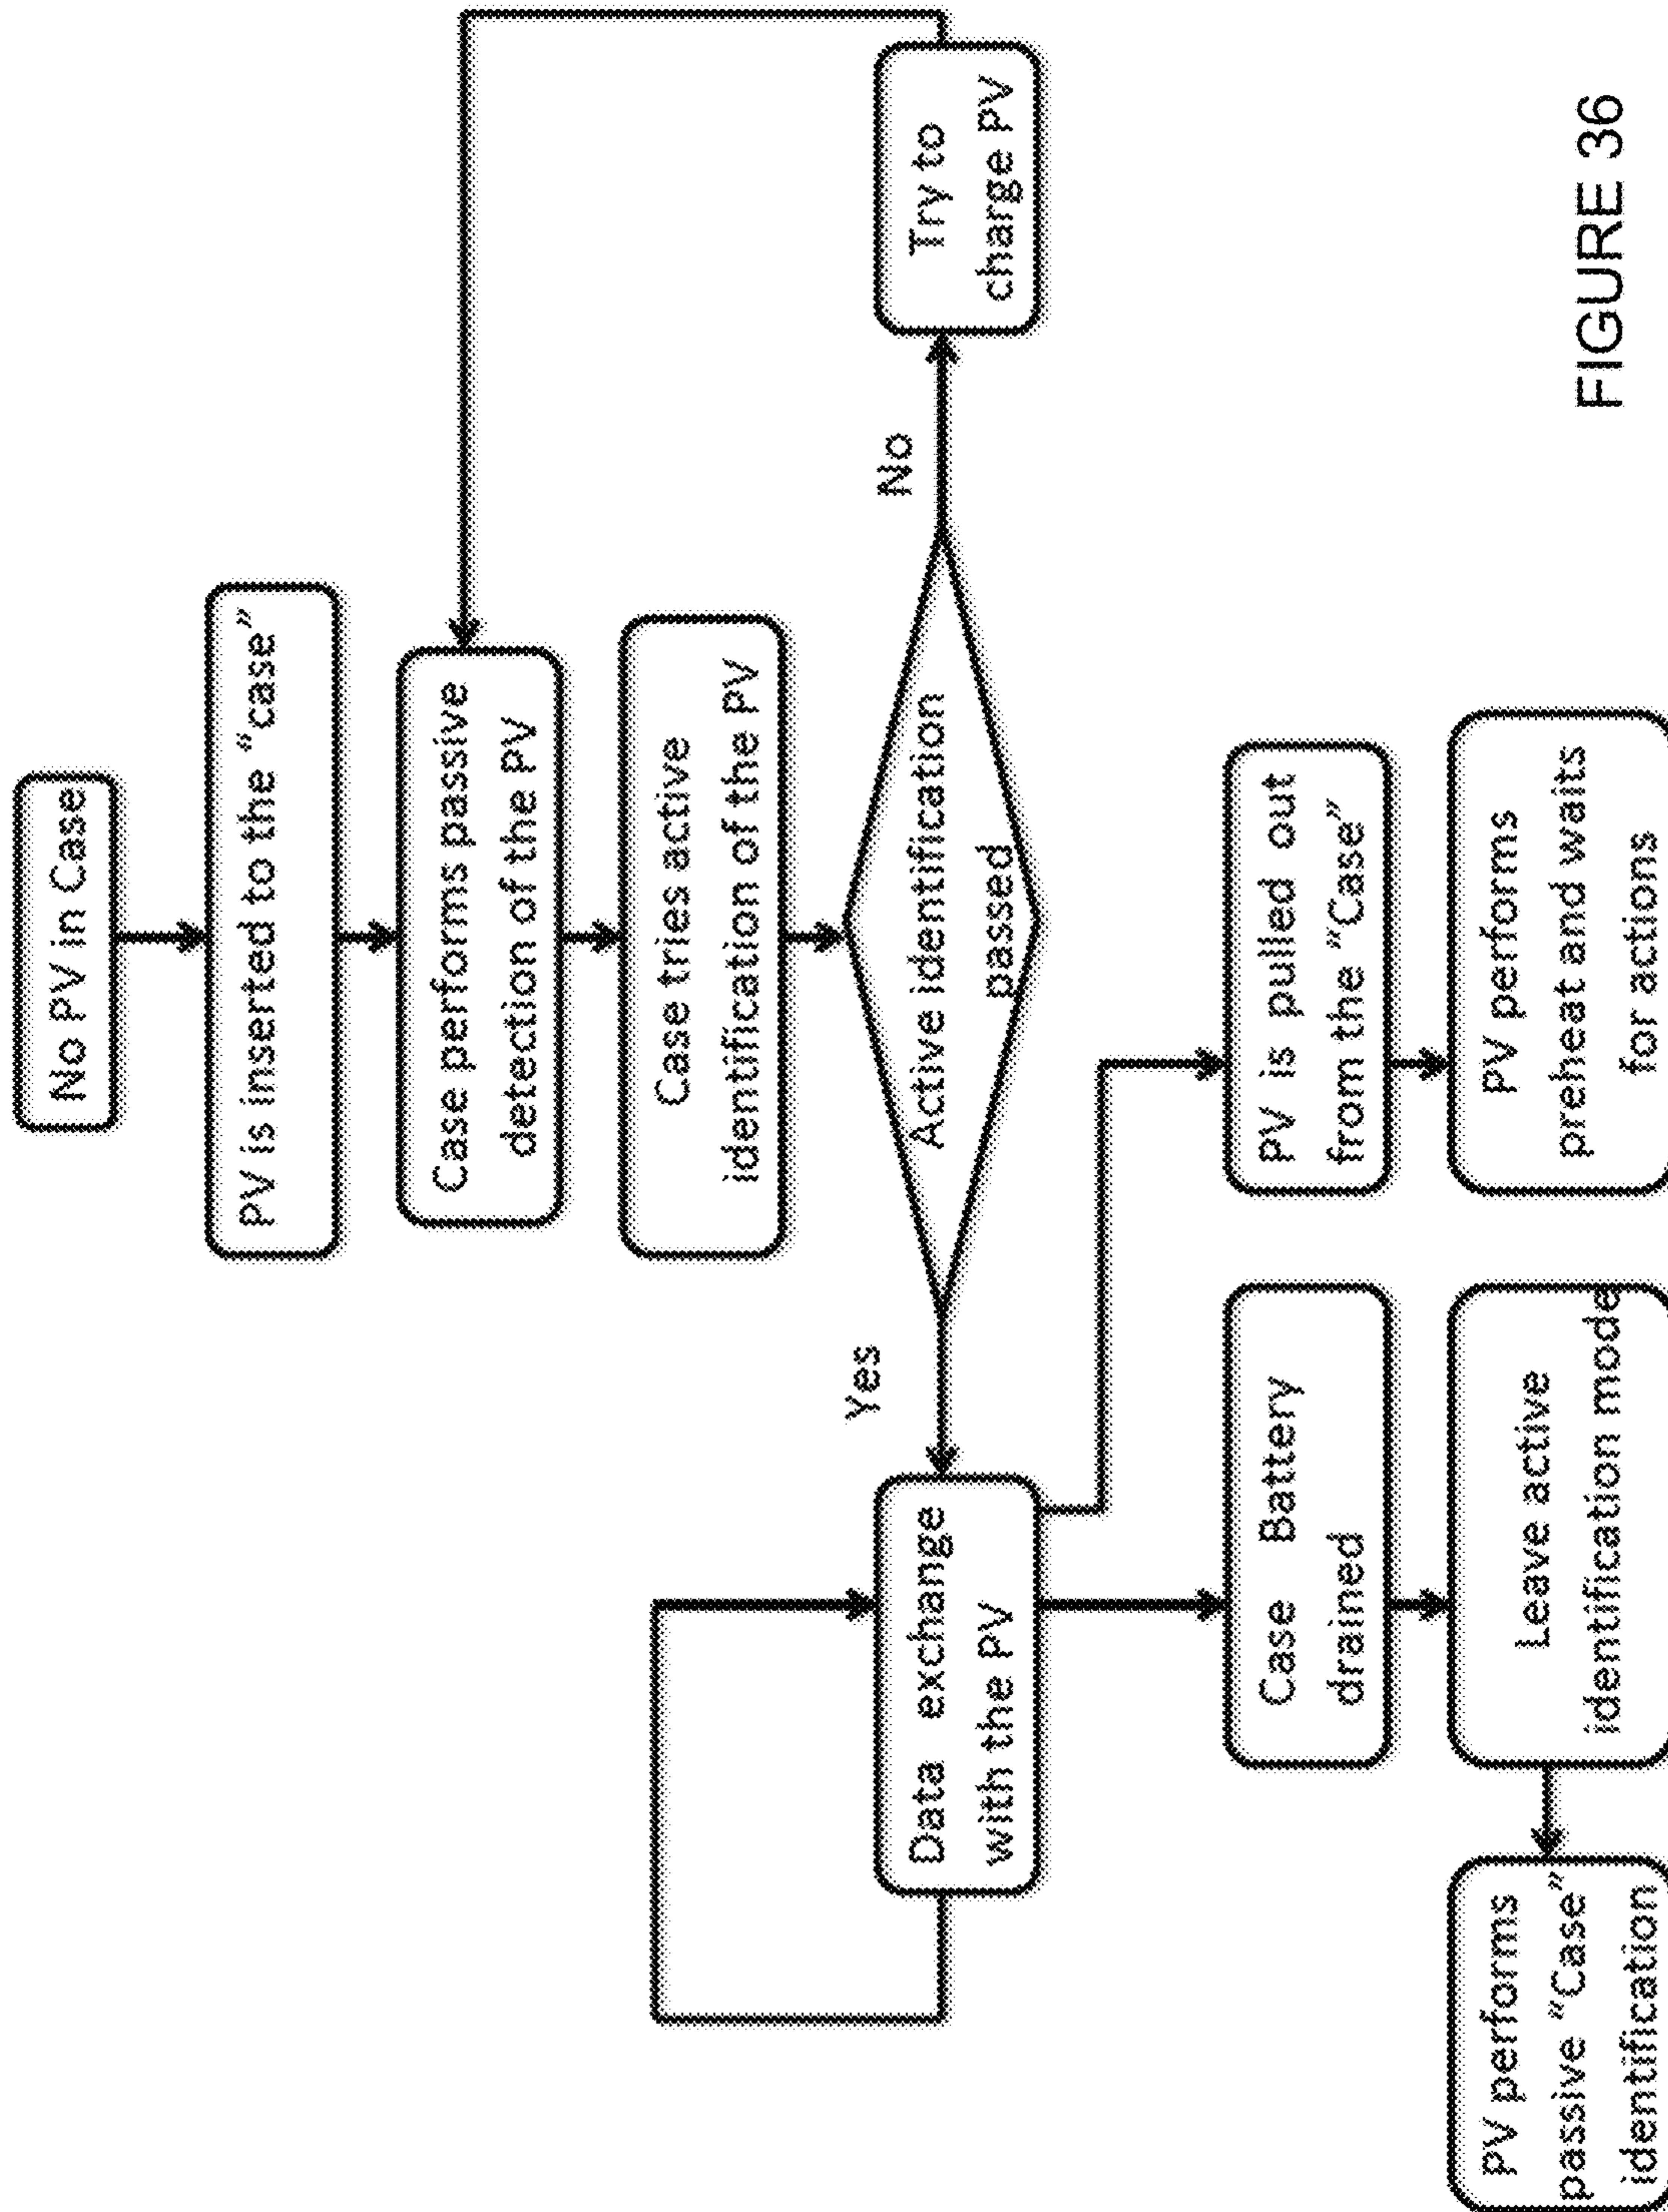 No PV in Case
PV is inserted to the “case”
Case performs passive
detection of the PV
Case tries active
identification of the PV
Active identification
passed
Yes
No
Try to
charge PV
Data exchange
with the PV
Case Battery
drained
PV is pulled out
from the “Case”
Leave active
identification mode
PV performs
preheat and waits
for actions
PV performs
passive “Case”
identification
FIGURE 36